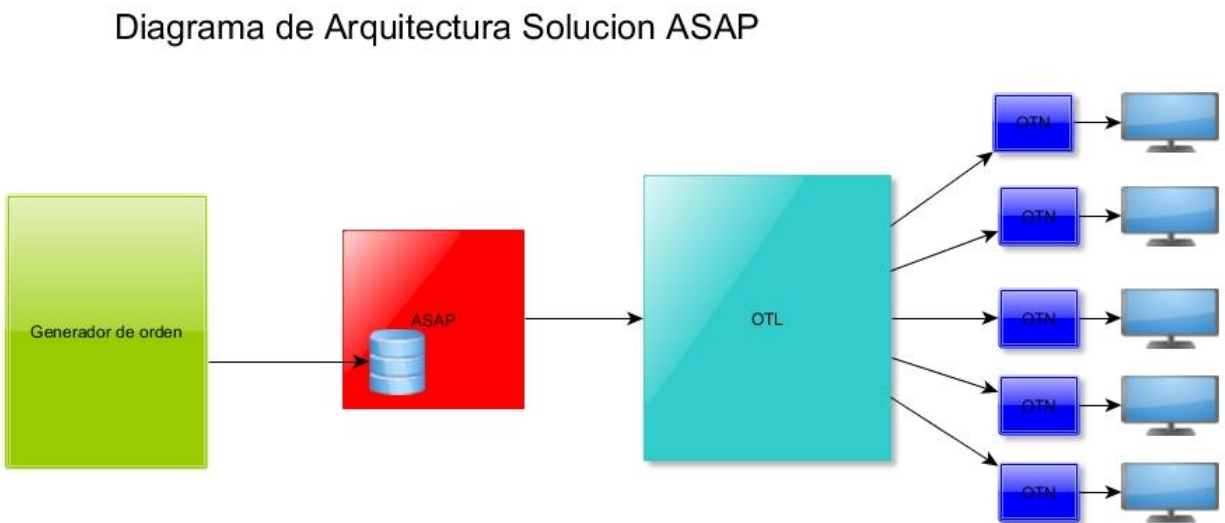 Diagrama de Arquitectura Solucion ASAP
Generador de orden
ASAP
OTL
OTN
OTN
OTN
OTN
OTN